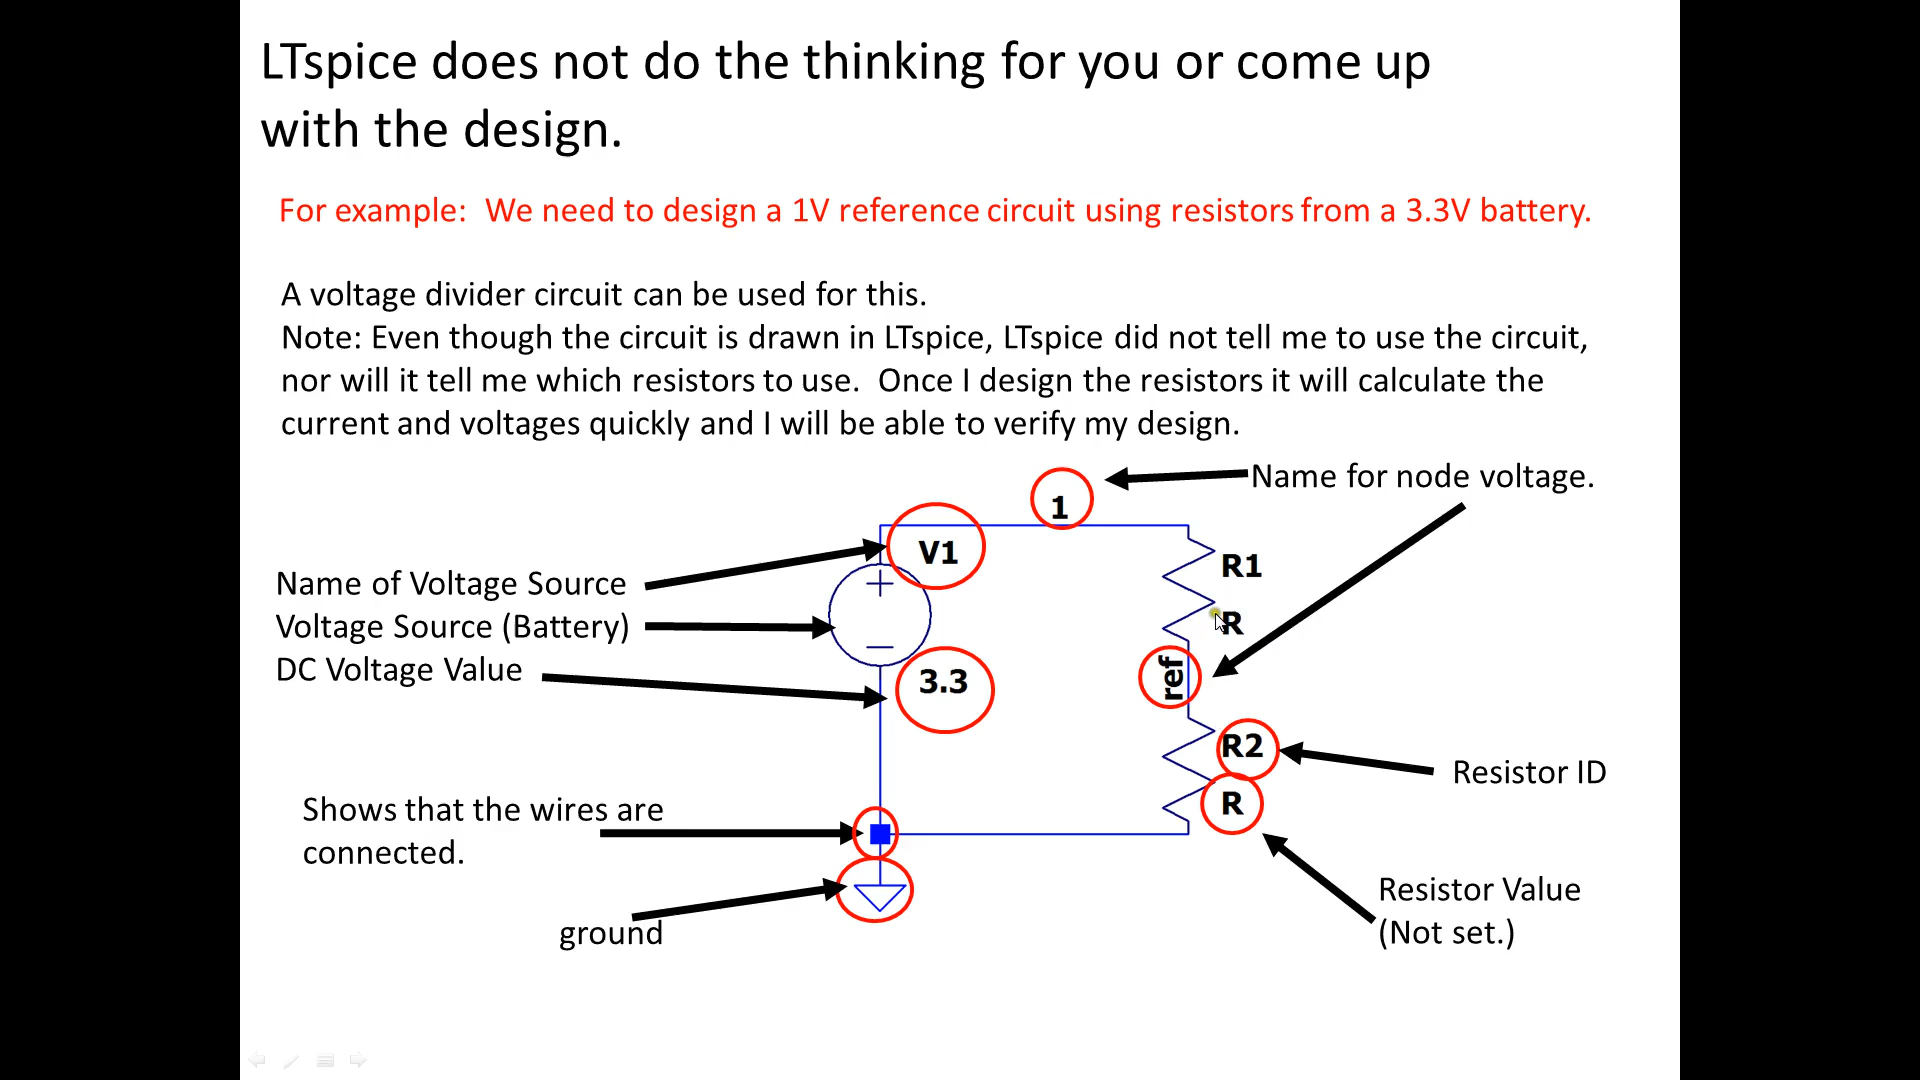 LTspice does not do the thinking for you or come up
with the design.
For example: We need to design a 1V reference circuit using resistors from a 3.3V battery.
A voltage divider circuit can be used for this.
Note: Even though the circuit is drawn in LTspice, LTspice did not tell me to use the circuit,
nor will it tell me which resistors to use. Once I design the resistors it will calculate the
current and voltages quickly and I will be able to verify my design.
Name for node voltage.
1
V1
R1
Name of Voltage Source
R
Voltage Source (Battery)
DC Voltage Value
3.3
ref
R2
Resistor ID
R
Shows that the wires are
connected.
Resistor Value
(Not set.)
ground